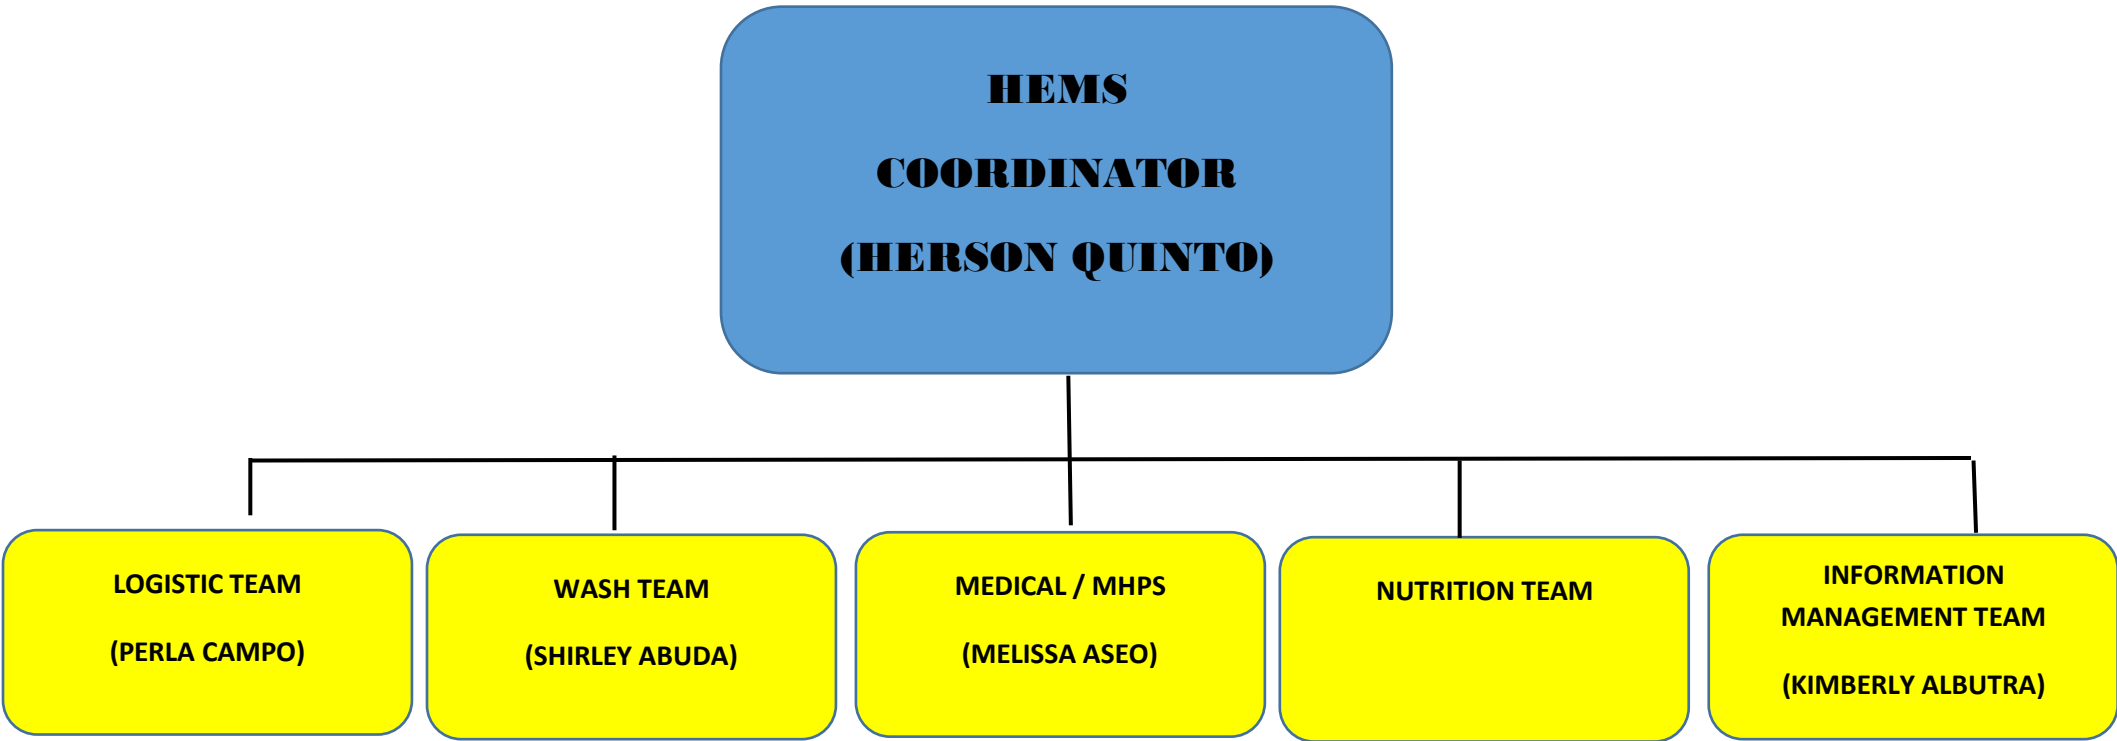 HEMS
COORDINATOR
(HERSON QUINTO)
LOGISTIC TEAM
(PERLA CAMPO)
WASH TEAM
(SHIRLEY ABUDA)
MEDICAL / MHPS
(MELISSA ASEO)
NUTRITION TEAM
INFORMATION
MANAGEMENT TEAM
(KIMBERLY ALBUTRA)